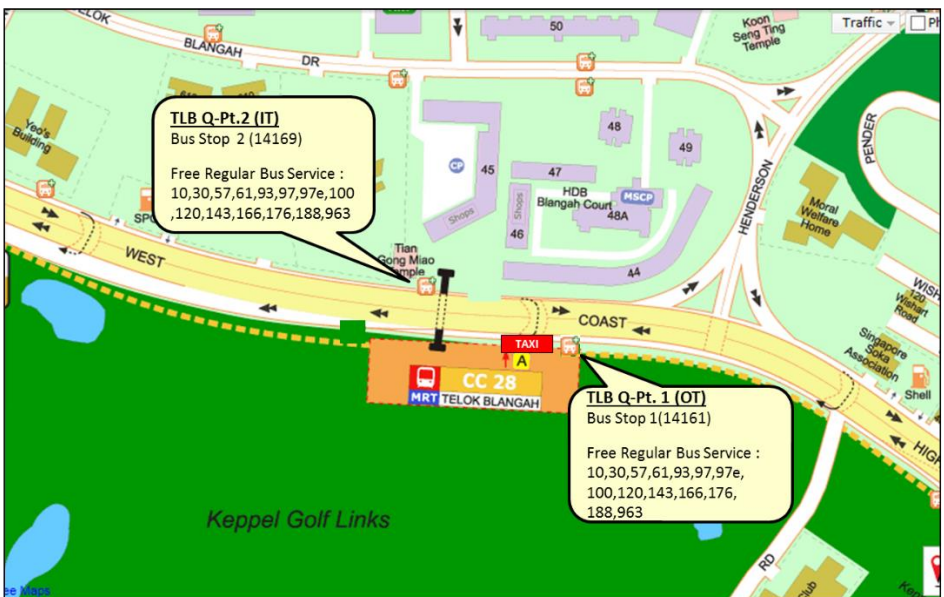 50
Koon
Seng Ting
Temple
Traffic
TELOK
BLANGAH
DR
TLB Q-Pt.2 (IT)
Bus Stop 2 (14169)
Free Regular Bus Service :
10,30,57,61,93,97,97e,100
,120,143,166,176,188,963
Yeo's
Building
CP
45
Shops
48
49
47
HDB
Blangah Court
MSCP
48A
Shops
46
44
HENDERSON
PENDER
Moral
Welfare
Home
120
Wishart
Road
Tian
Gong Miao
Temple
WEST
COAST
Singapore
Soka
Association
Shell
TAXI
A
CC 28
MRT TELOK BLANGAH
TLB Q-Pt. 1 (OT)
Bus Stop 1(14161)
Free Regular Bus Service :
10,30,57,61,93,97,97e,
100,120,143,166,176,
188,963
Keppel Golf Links
RD